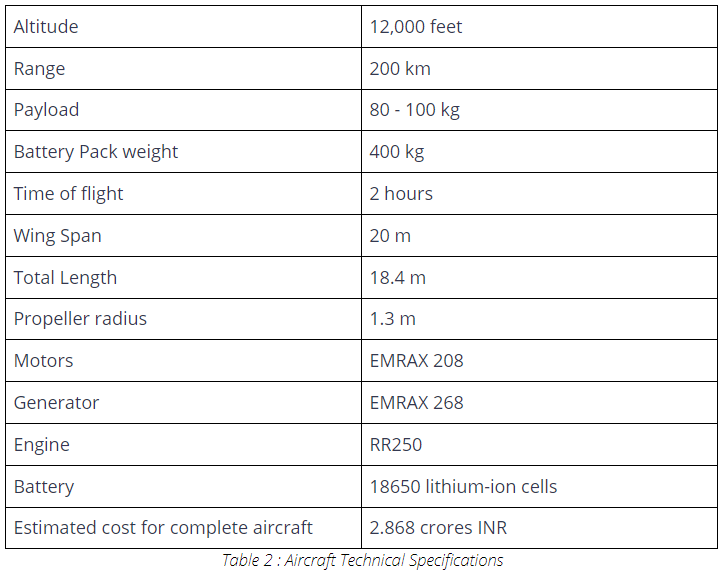 Altitude 12,000 feet
Range 200 km
Payload 80 - 100 kg
Battery Pack weight 400 kg
Time of flight 2 hours
Wing Span 20 m
Total Length 18.4 m
Propeller radius 1.3 m
Motors EMRAX 208
Generator EMRAX 268
Engine RR250
Battery 18650 lithium-ion cells
Estimated cost for complete aircraft 2.868 crores INR
Table 2 : Aircraft Technical Specifications